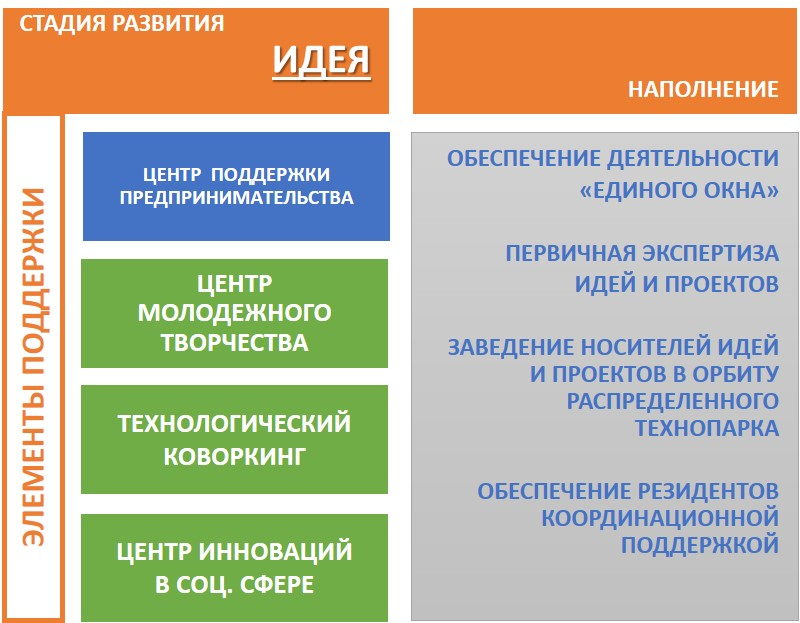 СТАДИЯ РАЗВИТИЯ
ИДЕЯ
НАПОЛНЕНИЕ
ЭЛЕМЕНТЫ ПОДДЕРЖКИ
ЦЕНТР ПОДДЕРЖКИ
ПРЕДПРИНИМАТЕЛЬСТВА
ЦЕНТР
МОЛОДЕЖНОГО
ТВОРЧЕСТВА
ТЕХНОЛОГИЧЕСКИЙ
КОВОРКИНГ
ЦЕНТР ИННОВАЦИЙ
В СОЦ. СФЕРЕ
ОБЕСПЕЧЕНИЕ ДЕЯТЕЛЬНОСТИ
«ЕДИНОГО ОКНА»
ПЕРВИЧНАЯ ЭКСПЕРТИЗА
ИДЕЙ И ПРОЕКТОВ
ЗАВЕДЕНИЕ НОСИТЕЛЕЙ ИДЕЙ
И ПРОЕКТОВ В ОРБИТУ
РАСПРЕДЕЛЕННОГО
ТЕХНОПАРКА
ОБЕСПЕЧЕНИЕ РЕЗИДЕНТОВ
КООРДИНАЦИОННОЙ
ПОДДЕРЖКОЙ